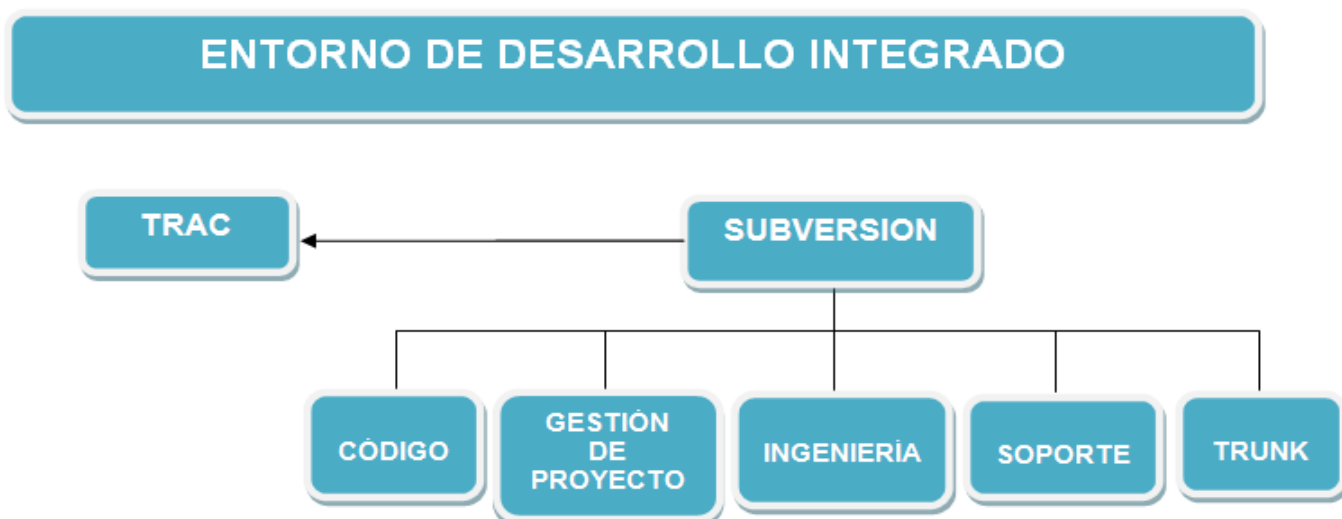 ENTORNO DE DESARROLLO INTEGRADO
TRAC
SUBVERSION
CÓDIGO
GESTIÓN
DE
PROYECTO
INGENIERÍA
SOPORTE
TRUNK